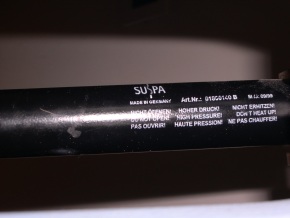 SUSPA
MADE IN GERMANY Art.Nr.: 01050140
NICHT ÖFFNEN! HOHER DRUCK! NICHT ERHITZEN!
DO NOT OPEN! HIGH PRESSURE! DON'T HEAT UP!
PAS OUVRIR! HAUTE PRESSION! NE PAS CHAUFFER!